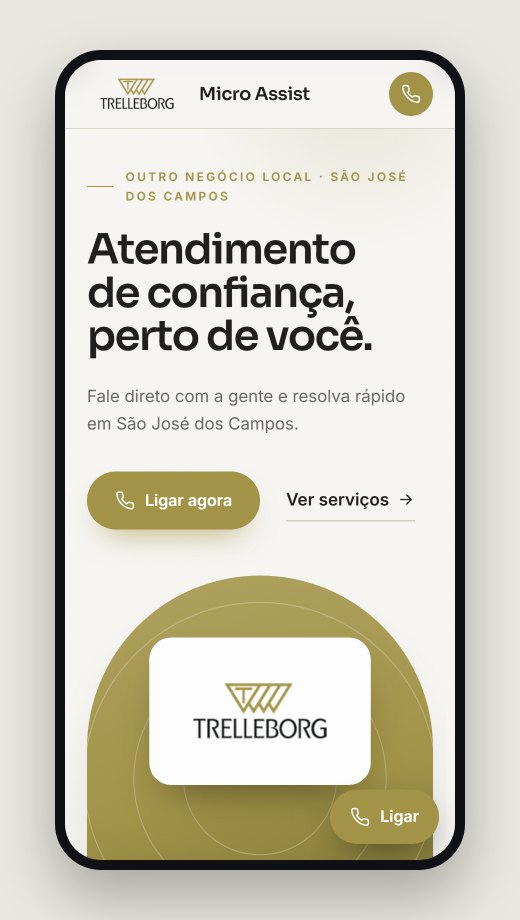 TRELLEBORG
Micro Assist
OUTRO NEGÓCIO LOCAL · SÃO JOSÉ
DOS CAMPOS
Atendimento
de confiança,
perto de você.
Fale direto com a gente e resolva rápido
em São José dos Campos.
Ligar agora
Ver serviços →
TRELLEBORG
Ligar